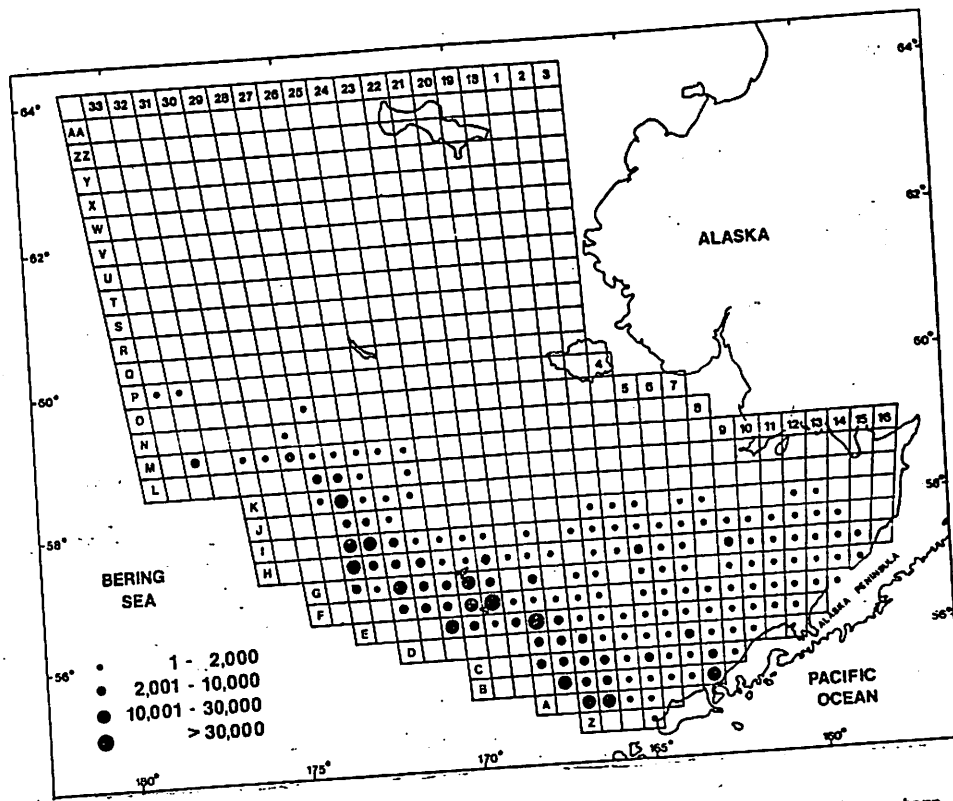 64°
33 32 31 30 29 28 27 26 25 24 23 22 21 20 19 18 1 2 3
64°
AA
ZZ
Y
X
W
V
U
T
S
R
Q
P
O
N
M
L
62°
60°
58°
56°
62°
60°
58°
56°
ALASKA
4
5 6 7
8
9 10 11 12 13 14 15 16
K
J
I
H
G
F
E
D
C
B
A
Z
BERING
SEA
ALASKA PENINSULA
PACIFIC
OCEAN
1 - 2,000
2,001 - 10,000
10,001 - 30,000
> 30,000
180°
175°
170°
165°
160°